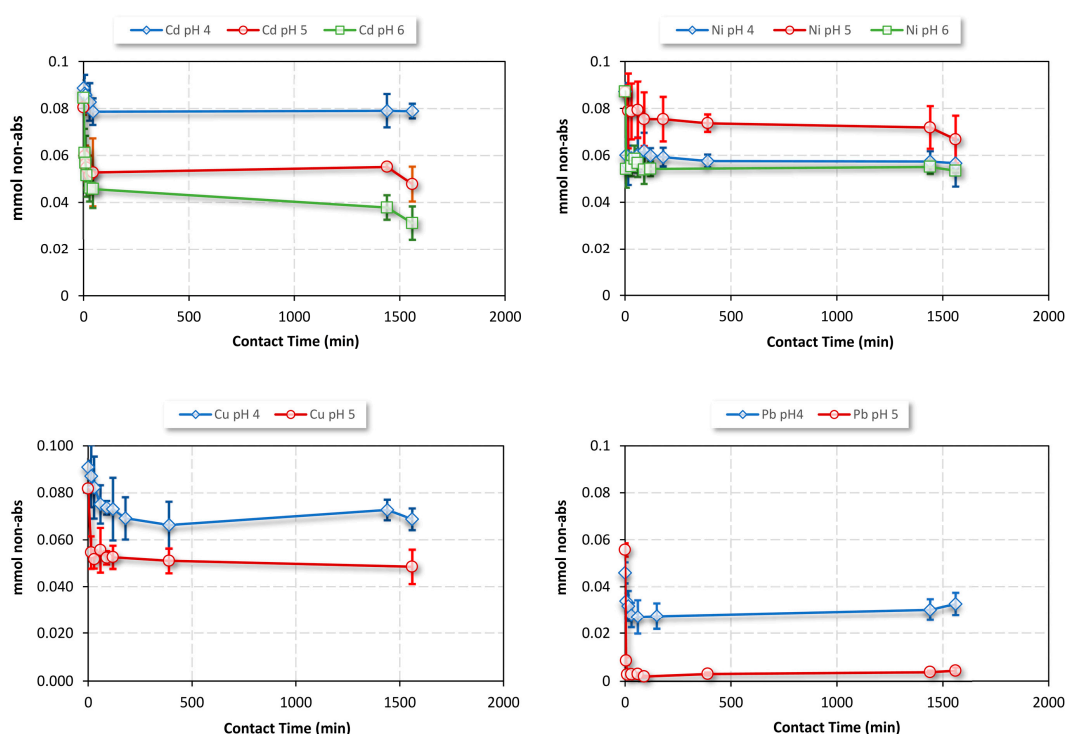 Cd pH 4 Cd pH 5 Cd pH 6
mmol non-abs
0.1
0.08
0.06
0.04
0.02
0
0 500 1000 1500 2000
Contact Time (min)
Ni pH 4 Ni pH 5 Ni pH 6
mmol non-abs
0.1
0.08
0.06
0.04
0.02
0
0 500 1000 1500 2000
Contact Time (min)
Cu pH 4 Cu pH 5
mmol non-abs
0.100
0.080
0.060
0.040
0.020
0.000
0 500 1000 1500 2000
Contact Time (min)
Pb pH4 Pb pH 5
mmol non-abs
0.1
0.08
0.06
0.04
0.02
0
0 500 1000 1500 2000
Contact Time (min)